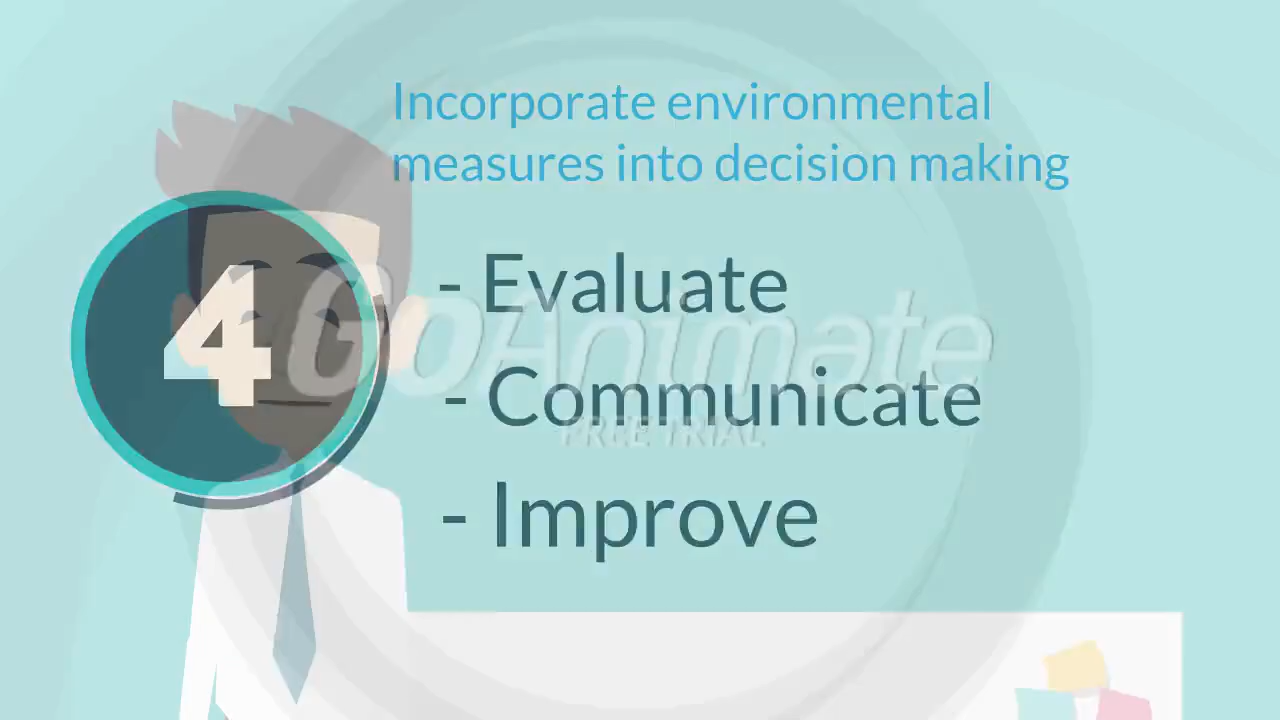 Incorporate environmental
measures into decision making
4
- Evaluate
GoAnimate
- Communicate
FREE TRIAL
- Improve